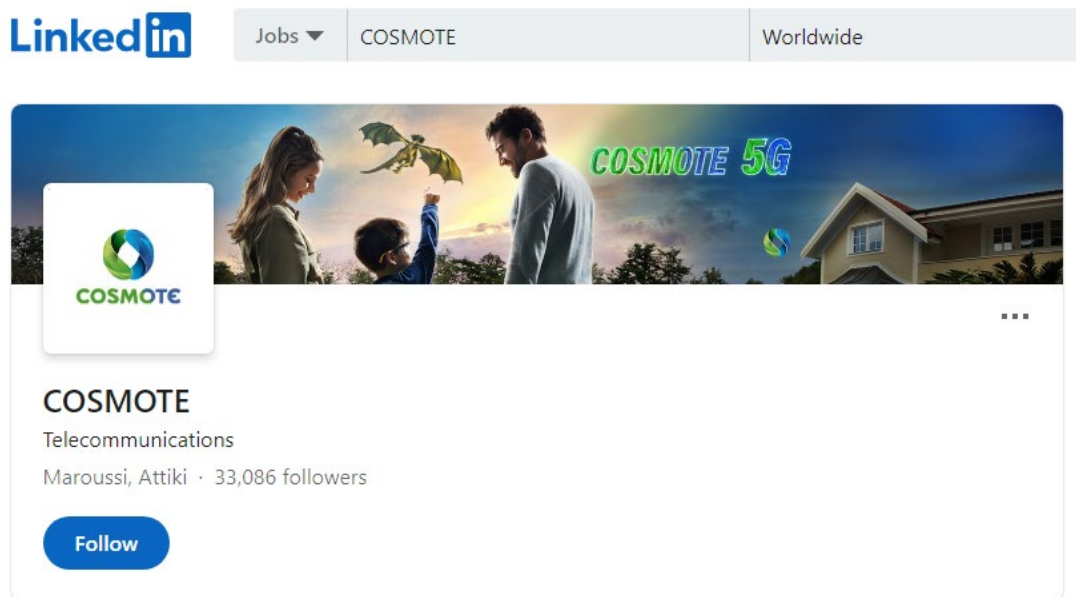 Linkedin
Jobs
COSMOTE
Worldwide
COSMOTE 5G
COSMOTE
COSMOTE
Telecommunications
Maroussi, Attiki · 33,086 followers
Follow